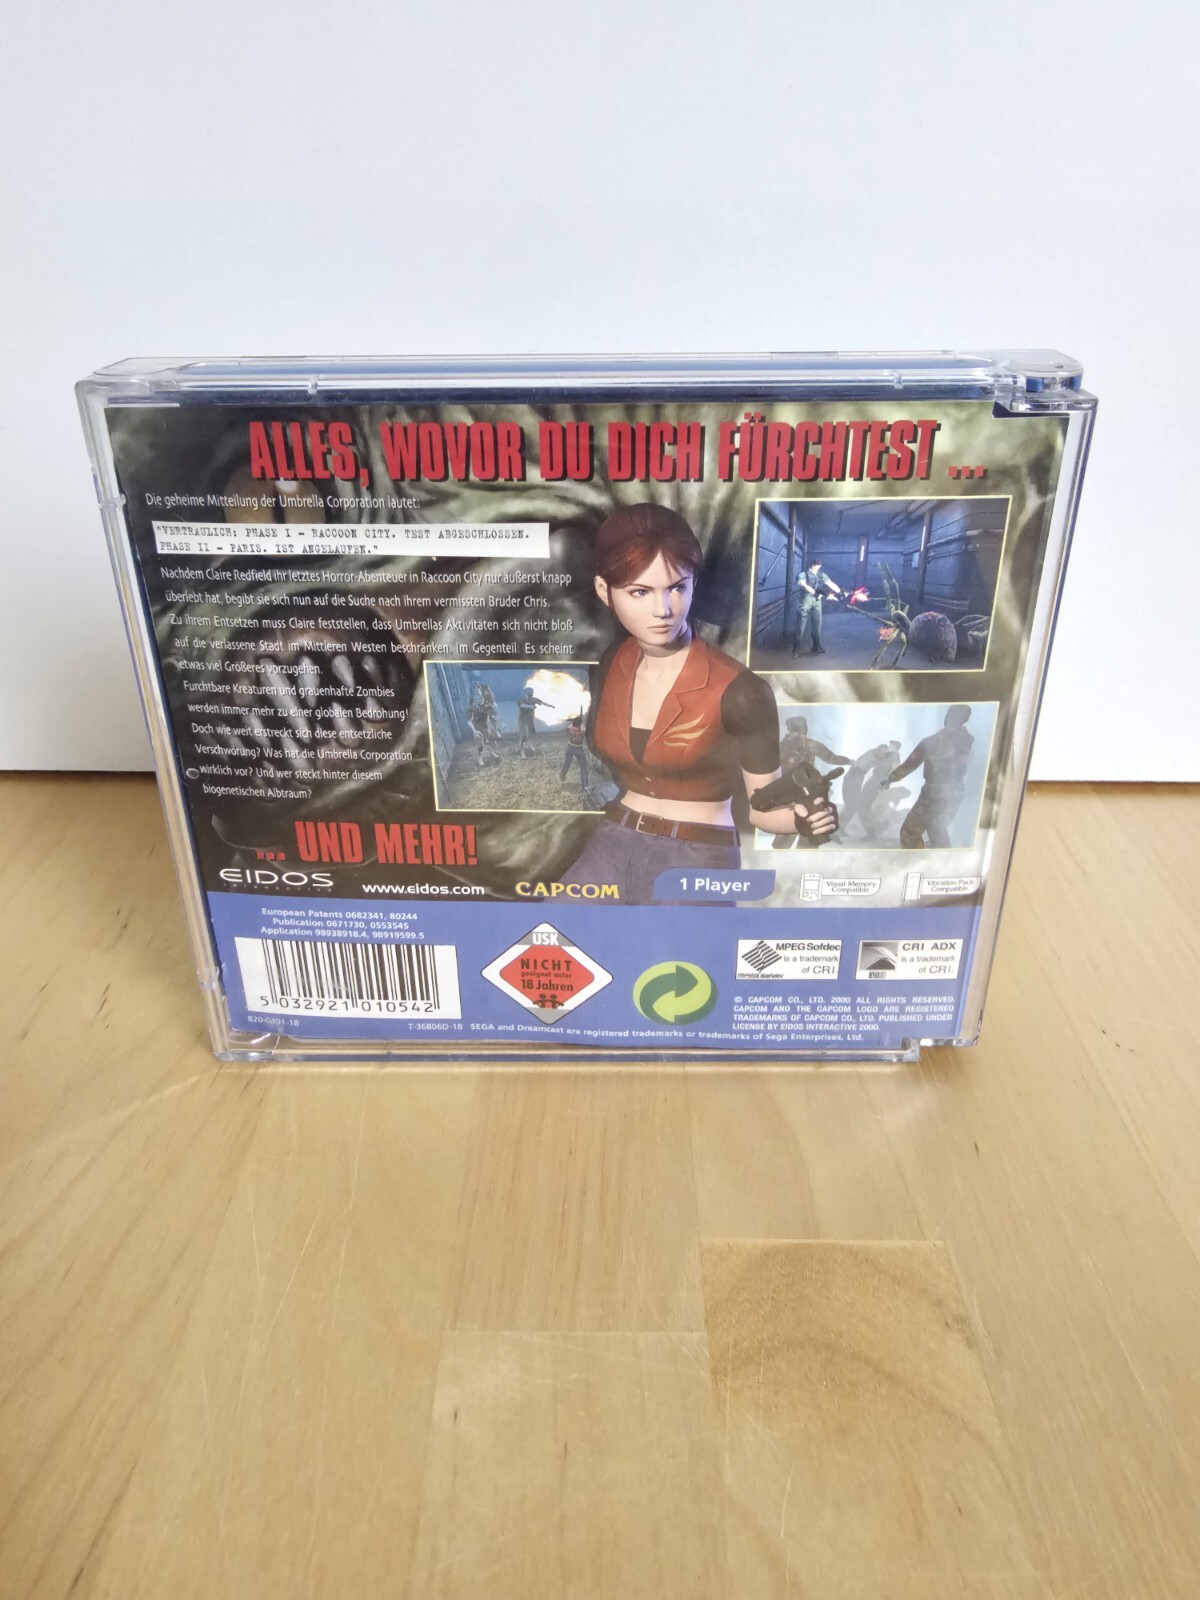 ALLES, WOVOR DU DICH FÜRCHTEST ...
Die geheime Mitteilung der Umbrella Corporation lautet:
"VERTRAULICH: PHASE I - RACCOON CITY. TEST ABGESCHLOSSEN.
PHASE II - PARIS. IST ANGELAUFEN."
Nachdem Claire Redfield ihr letztes Horror-Abenteuer in Raccoon City nur äußerst knapp
überlebt hat, begibt sie sich nun auf die Suche nach ihrem vermissten Bruder Chris.
Zu ihrem Entsetzen muss Claire feststellen, dass Umbrellas Aktivitäten sich nicht bloß
auf die verlassene Stadt im Mittleren Westen beschränken. Im Gegenteil. Es scheint
etwas viel Größeres vorzugehen.
Furchtbare Kreaturen und grauenhafte Zombies
werden immer mehr zu einer globalen Bedrohung!
Doch wie weit erstreckt sich diese entsetzliche
Verschwörung? Was hat die Umbrella Corporation
wirklich vor? Und wer steckt hinter diesem
biogenetischen Albtraum?
... UND MEHR!
EIDOS
INTERACTIVE
www.eidos.com
CAPCOM
1 Player
Visual Memory
Compatible
Vibration Pack
Compatible
European Patents 0682341, 80244
Publication 0671730, 0553545
Application 98938918.4, 98919599.5
5 032921 010542
820-0401-18
USK
NICHT
geeignet unter
18 Jahren
MPEG Sofdec
is a trademark
of CRI.
CRI ADX
is a trademark
of CRI.
© CAPCOM CO., LTD. 2000 ALL RIGHTS RESERVED.
CAPCOM AND THE CAPCOM LOGO ARE REGISTERED
TRADEMARKS OF CAPCOM CO., LTD. PUBLISHED UNDER
LICENSE BY EIDOS INTERACTIVE 2000.
T-36806D-18 SEGA and Dreamcast are registered trademarks or trademarks of Sega Enterprises, Ltd.